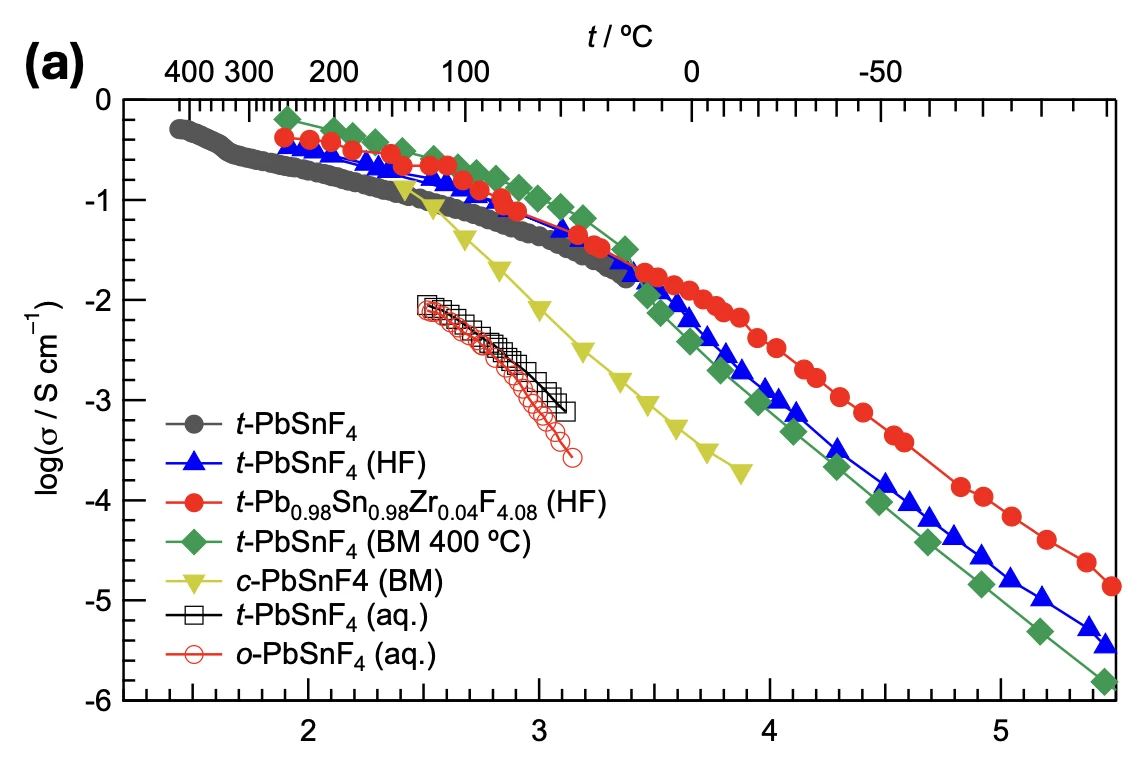 (a)
t / ºC
400 300 200 100 0 -50
0
-1
-2
-3
-4
-5
-6
log(σ / S cm⁻¹)
t-PbSnF₄
t-PbSnF₄ (HF)
t-Pb₀.₉₈Sn₀.₉₈Zr₀.₀₄F₄.₀₈ (HF)
t-PbSnF₄ (BM 400 ºC)
c-PbSnF4 (BM)
t-PbSnF₄ (aq.)
o-PbSnF₄ (aq.)
2 3 4 5